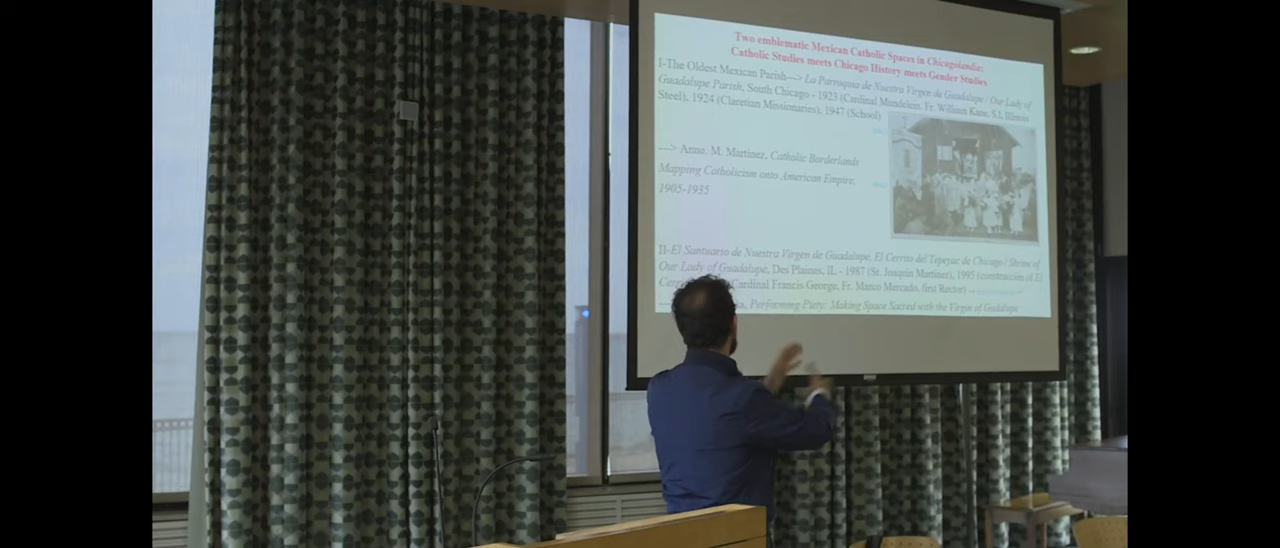 Two emblematic Mexican Catholic Spaces in Chicagolandia:
Catholic Studies meets Chicago History meets Gender Studies
I-The Oldest Mexican Parish---> La Parroquia de Nuestra Virgen de Guadalupe / Our Lady of
Guadalupe Parish, South Chicago - 1923 (Cardinal Mundelein, Fr. William Kane, S.J. Illinois
Steel), 1924 (Claretian Missionaries), 1947 (School)
---> Anne. M. Martinez, Catholic Borderlands
Mapping Catholicism onto American Empire,
1905-1935
II-El Santuario de Nuestra Virgen de Guadalupe, El Cerrito del Tepeyac de Chicago / Shrine of
Our Lady of Guadalupe, Des Plaines, IL - 1987 (St. Joaquin Martinez), 1995 (construcción of El
(Cardinal Francis George, Fr. Marco Mercado, first Rector)
Performing Piety: Making Space Sacred with the Virgin of Guadalupe